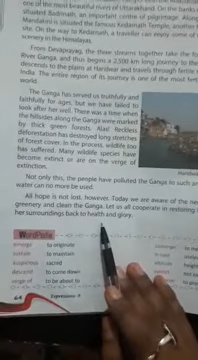 one of the most beautiful rivers of Uttarakhand. On the banks
situated Badrinath, an important centre of pilgrimage. Along
Mandakini is situated the famous Kedarnath Temple, another
site. On the way to Kedarnath, a traveller can enjoy some of
scenery in the Himalayas.
From Devaprayag, the three streams together take the fo
River Ganga, and thus begins a 2,500 km long journey to the
descends to the plains at Haridwar and travels through fertile
India. The entire region of its journey is one of the most fert
world.
The Ganga has served us truthfully and
faithfully for ages, but we have failed to
look after her well. There was a time when
the hillsides along the Ganga were marked
by thick green forests. Alas! Reckless
deforestation has destroyed long stretches
of forest cover. In the process, wildlife too
has suffered. Many wildlife species have
become extinct or are on the verge of
extinction.
Haridwar
Not only this, the people have polluted the Ganga to such an
water can no more be used.
All hope is not lost, however. Today we are aware of the nee
greenery and clean the Ganga. Let us all cooperate in restoring
her surroundings back to health and glory.
WordPlate
emerge to originate
to maintain
sacred
descend to come down
verge of to be about to
64 Expressions